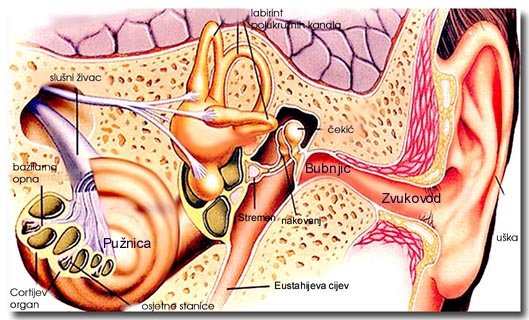 labirint
polukružnih kanala
slušni živac
čekić
bazilarna
opna
Bubnjić
Zvukovod
Stremen
nakovanj
uška
Pužnica
Eustahijeva cijev
Cortijev
organ
osjetne stanice